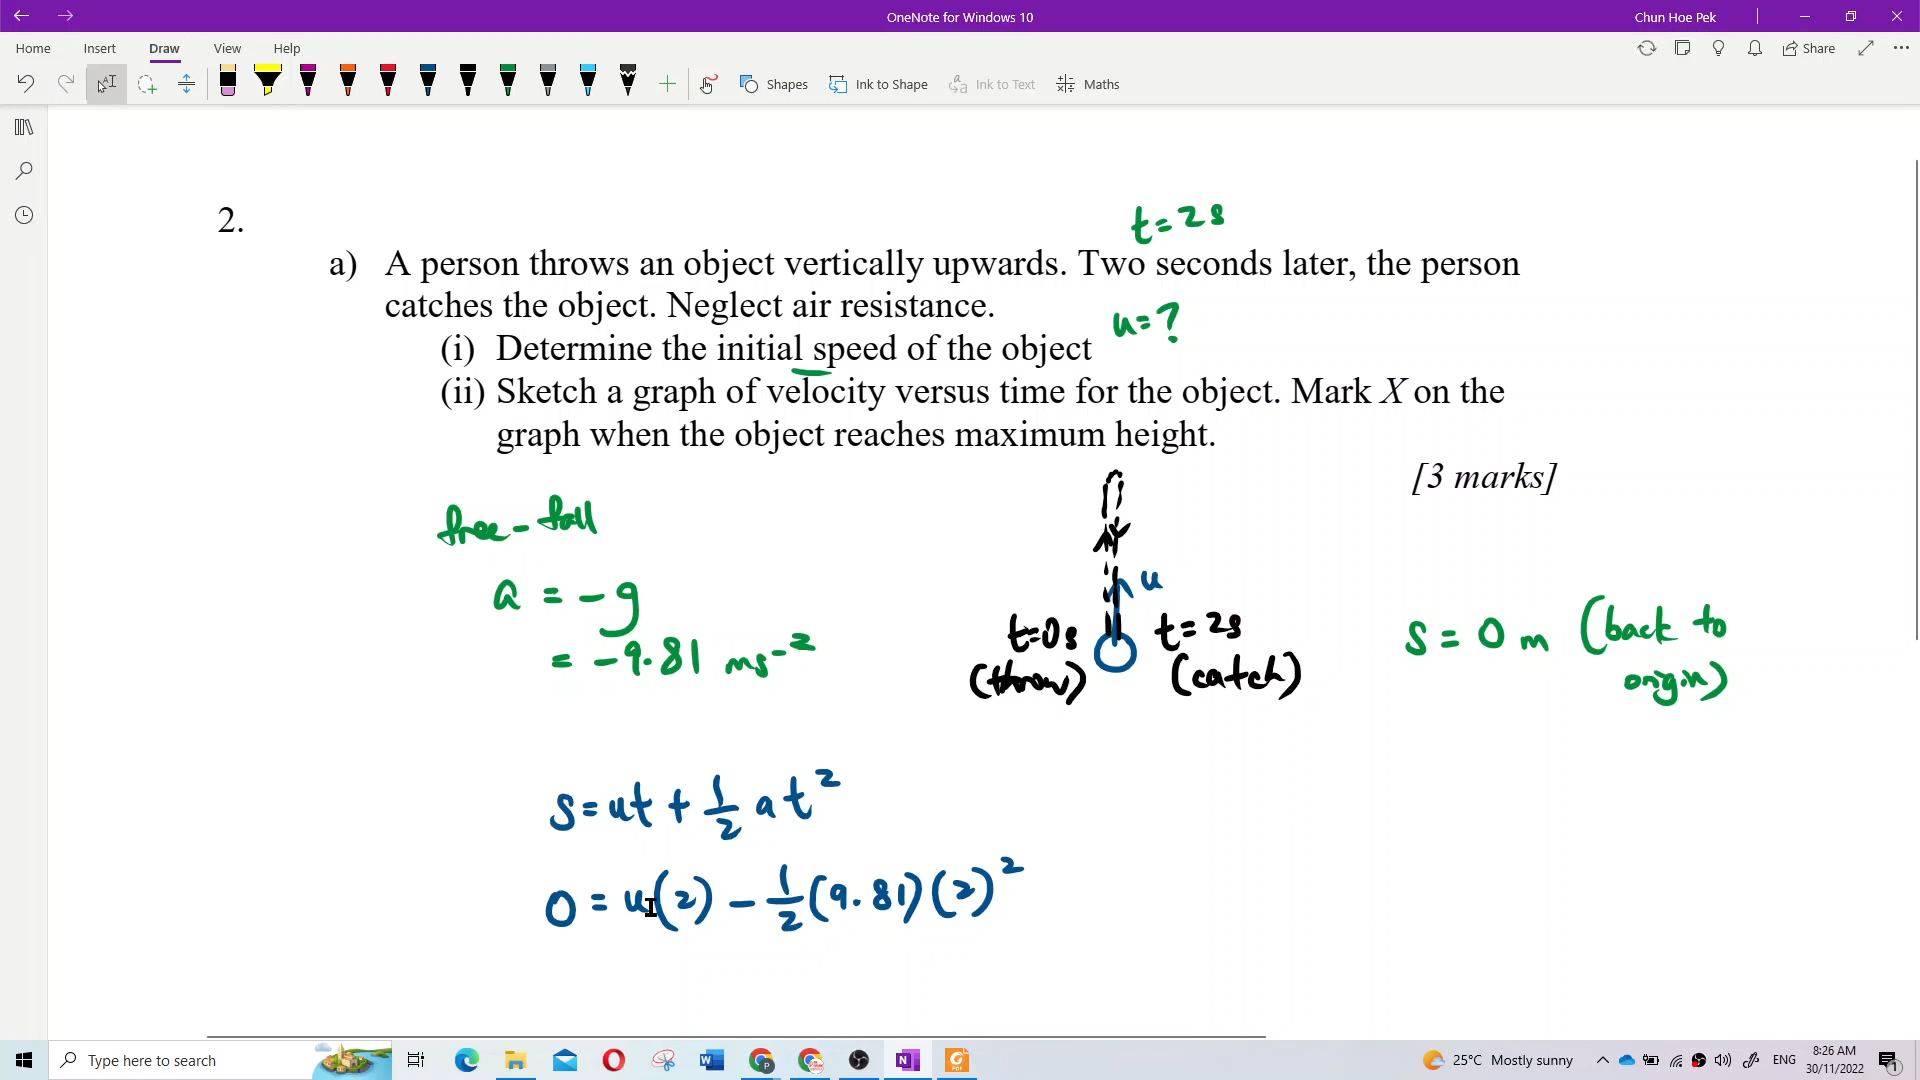 OneNote for Windows 10
Chun Hoe Pek
Home Insert Draw View Help
Share
Shapes Ink to Shape Ink to Text Maths
t = 2s
2.
a) A person throws an object vertically upwards. Two seconds later, the person
catches the object. Neglect air resistance.
u = ?
(i) Determine the initial speed of the object
(ii) Sketch a graph of velocity versus time for the object. Mark X on the
graph when the object reaches maximum height.
[3 marks]
free-fall
a = -g
= -9.81 ms⁻²
u
t=0s
(throw)
t=2s
(catch)
s = 0 m (back to
origin)
s = ut + 1/2 at²
0 = u(2) - 1/2 (9.81)(2)²
Type here to search
25°C Mostly sunny
ENG
8:26 AM
30/11/2022